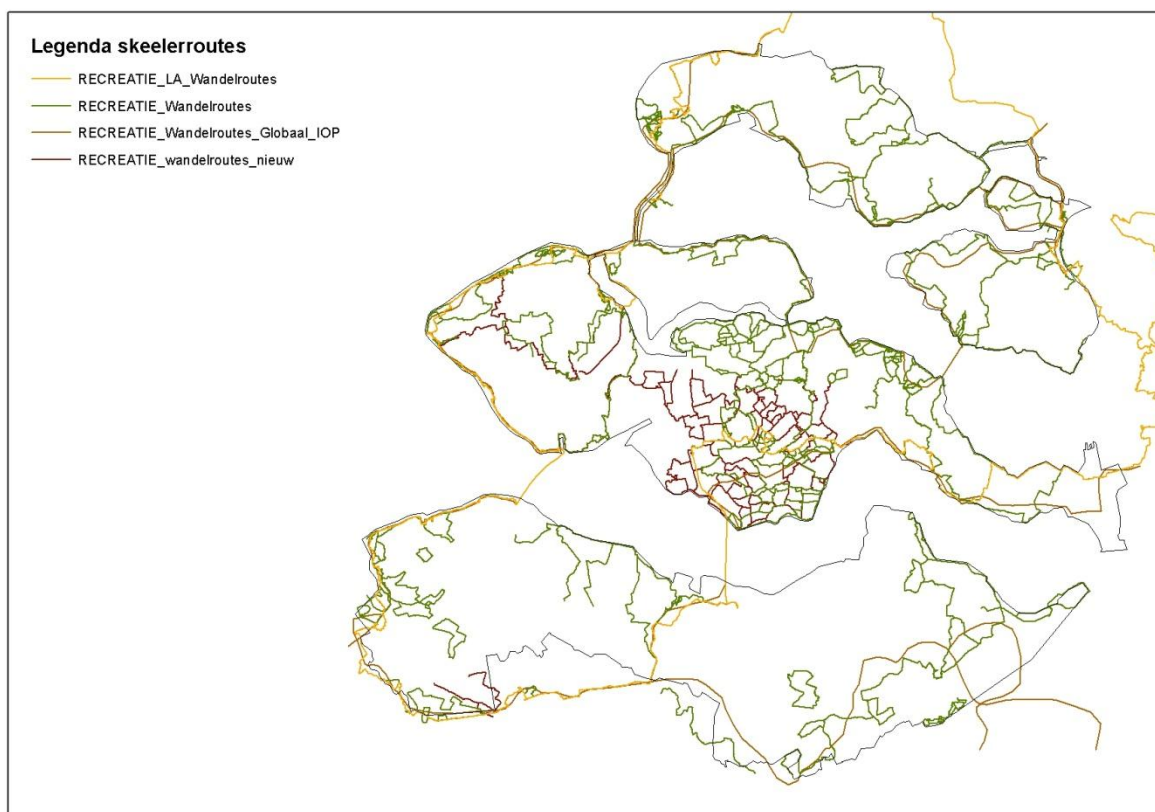 Legenda skeelerroutes
RECREATIE_LA_Wandelroutes
RECREATIE_Wandelroutes
RECREATIE_Wandelroutes_Globaal_IOP
RECREATIE_wandelroutes_nieuw